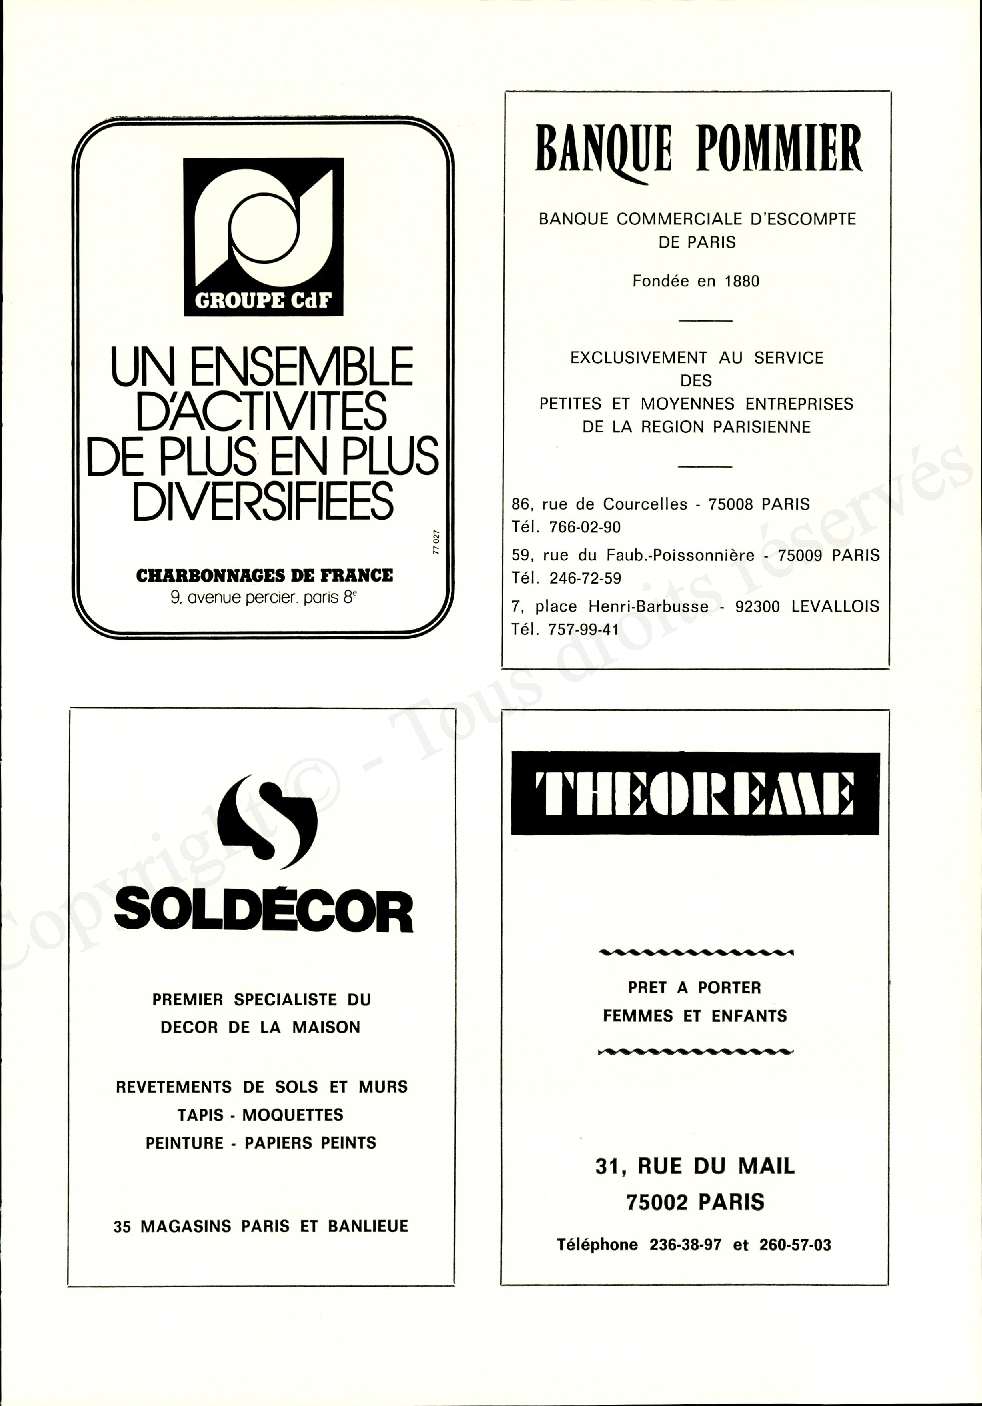 GROUPE CdF
UN ENSEMBLE
D'ACTIVITES
DE PLUS EN PLUS
DIVERSIFIEES
77 027
CHARBONNAGES DE FRANCE
9, avenue percier. paris 8e
BANQUE POMMIER
BANQUE COMMERCIALE D'ESCOMPTE
DE PARIS
Fondée en 1880
EXCLUSIVEMENT AU SERVICE
DES
PETITES ET MOYENNES ENTREPRISES
DE LA REGION PARISIENNE
86, rue de Courcelles - 75008 PARIS
Tél. 766-02-90
59, rue du Faub.-Poissonnière - 75009 PARIS
Tél. 246-72-59
7, place Henri-Barbusse - 92300 LEVALLOIS
Tél. 757-99-41
SOLDÉCOR
PREMIER SPECIALISTE DU
DECOR DE LA MAISON
REVETEMENTS DE SOLS ET MURS
TAPIS - MOQUETTES
PEINTURE - PAPIERS PEINTS
35 MAGASINS PARIS ET BANLIEUE
THEOREME
PRET A PORTER
FEMMES ET ENFANTS
31, RUE DU MAIL
75002 PARIS
Téléphone 236-38-97 et 260-57-03
Copyright © - Tous droits réservés